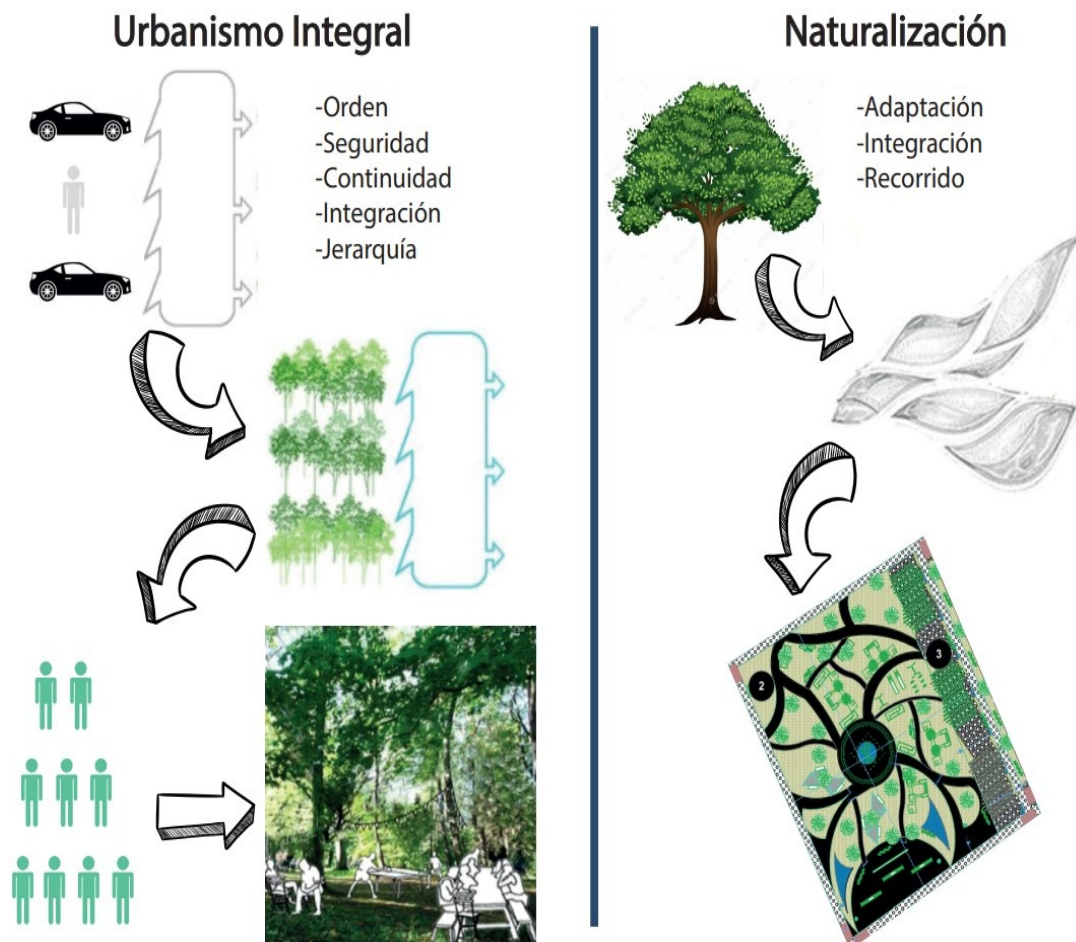 Urbanismo Integral
-Orden
-Seguridad
-Continuidad
-Integración
-Jerarquía
Naturalización
-Adaptación
-Integración
-Recorrido
2
3